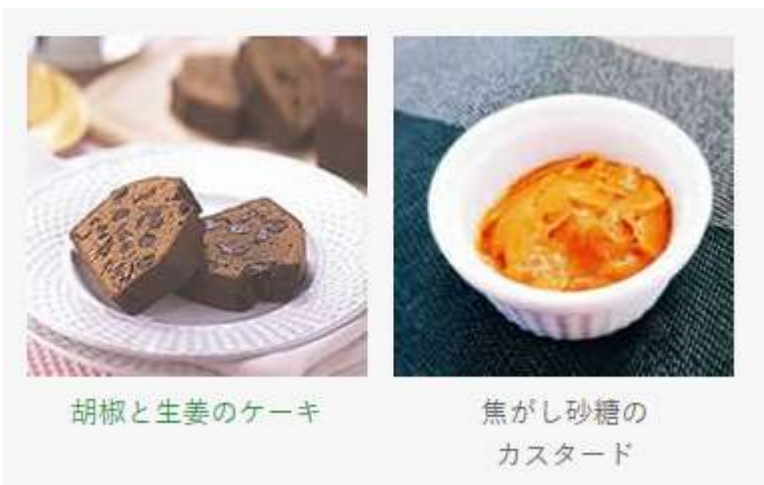 胡椒と生姜のケーキ
焦がし砂糖の
カスタード